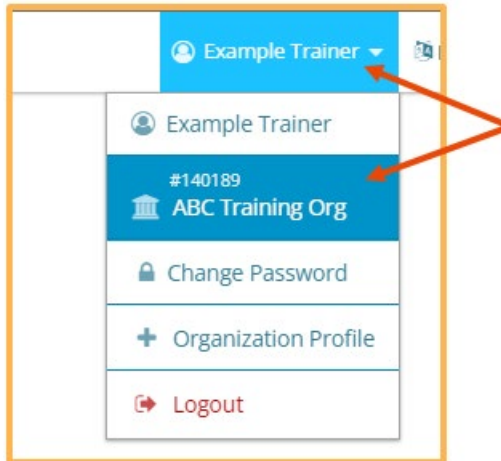 Example Trainer
Example Trainer
#140189
ABC Training Org
Change Password
Organization Profile
Logout